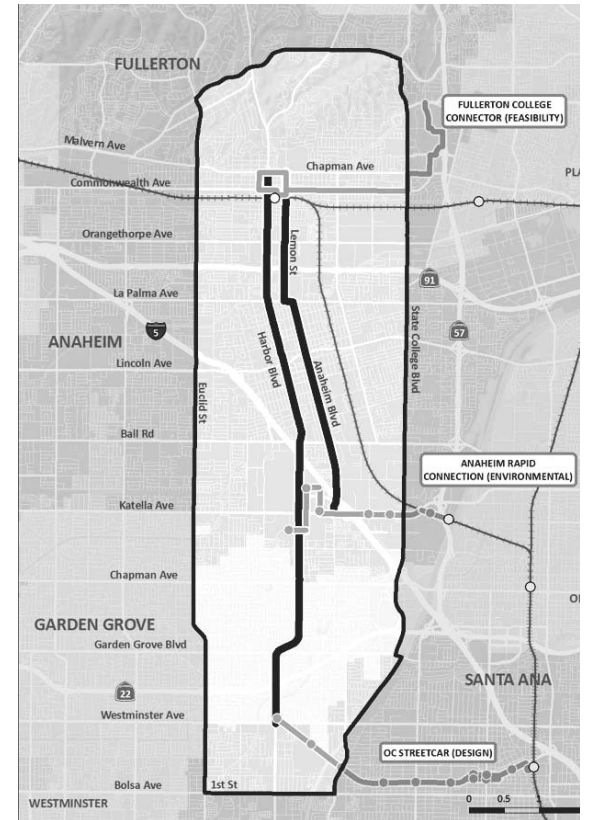 FULLERTON
FULLERTON COLLEGE
CONNECTOR (FEASIBILITY)
Malvern Ave
Chapman Ave
PLA
Commonwealth Ave
Orangethorpe Ave
Lemon St
91
La Palma Ave
State College Blvd
5
57
ANAHEIM
Harbor Blvd
Anaheim Blvd
Lincoln Ave
Euclid St
Ball Rd
ANAHEIM RAPID
CONNECTION (ENVIRONMENTAL)
Katella Ave
Chapman Ave
OR
GARDEN GROVE
Garden Grove Blvd
SANTA ANA
22
Westminster Ave
OC STREETCAR (DESIGN)
Bolsa Ave
1st St
WESTMINSTER
0 0.5 1